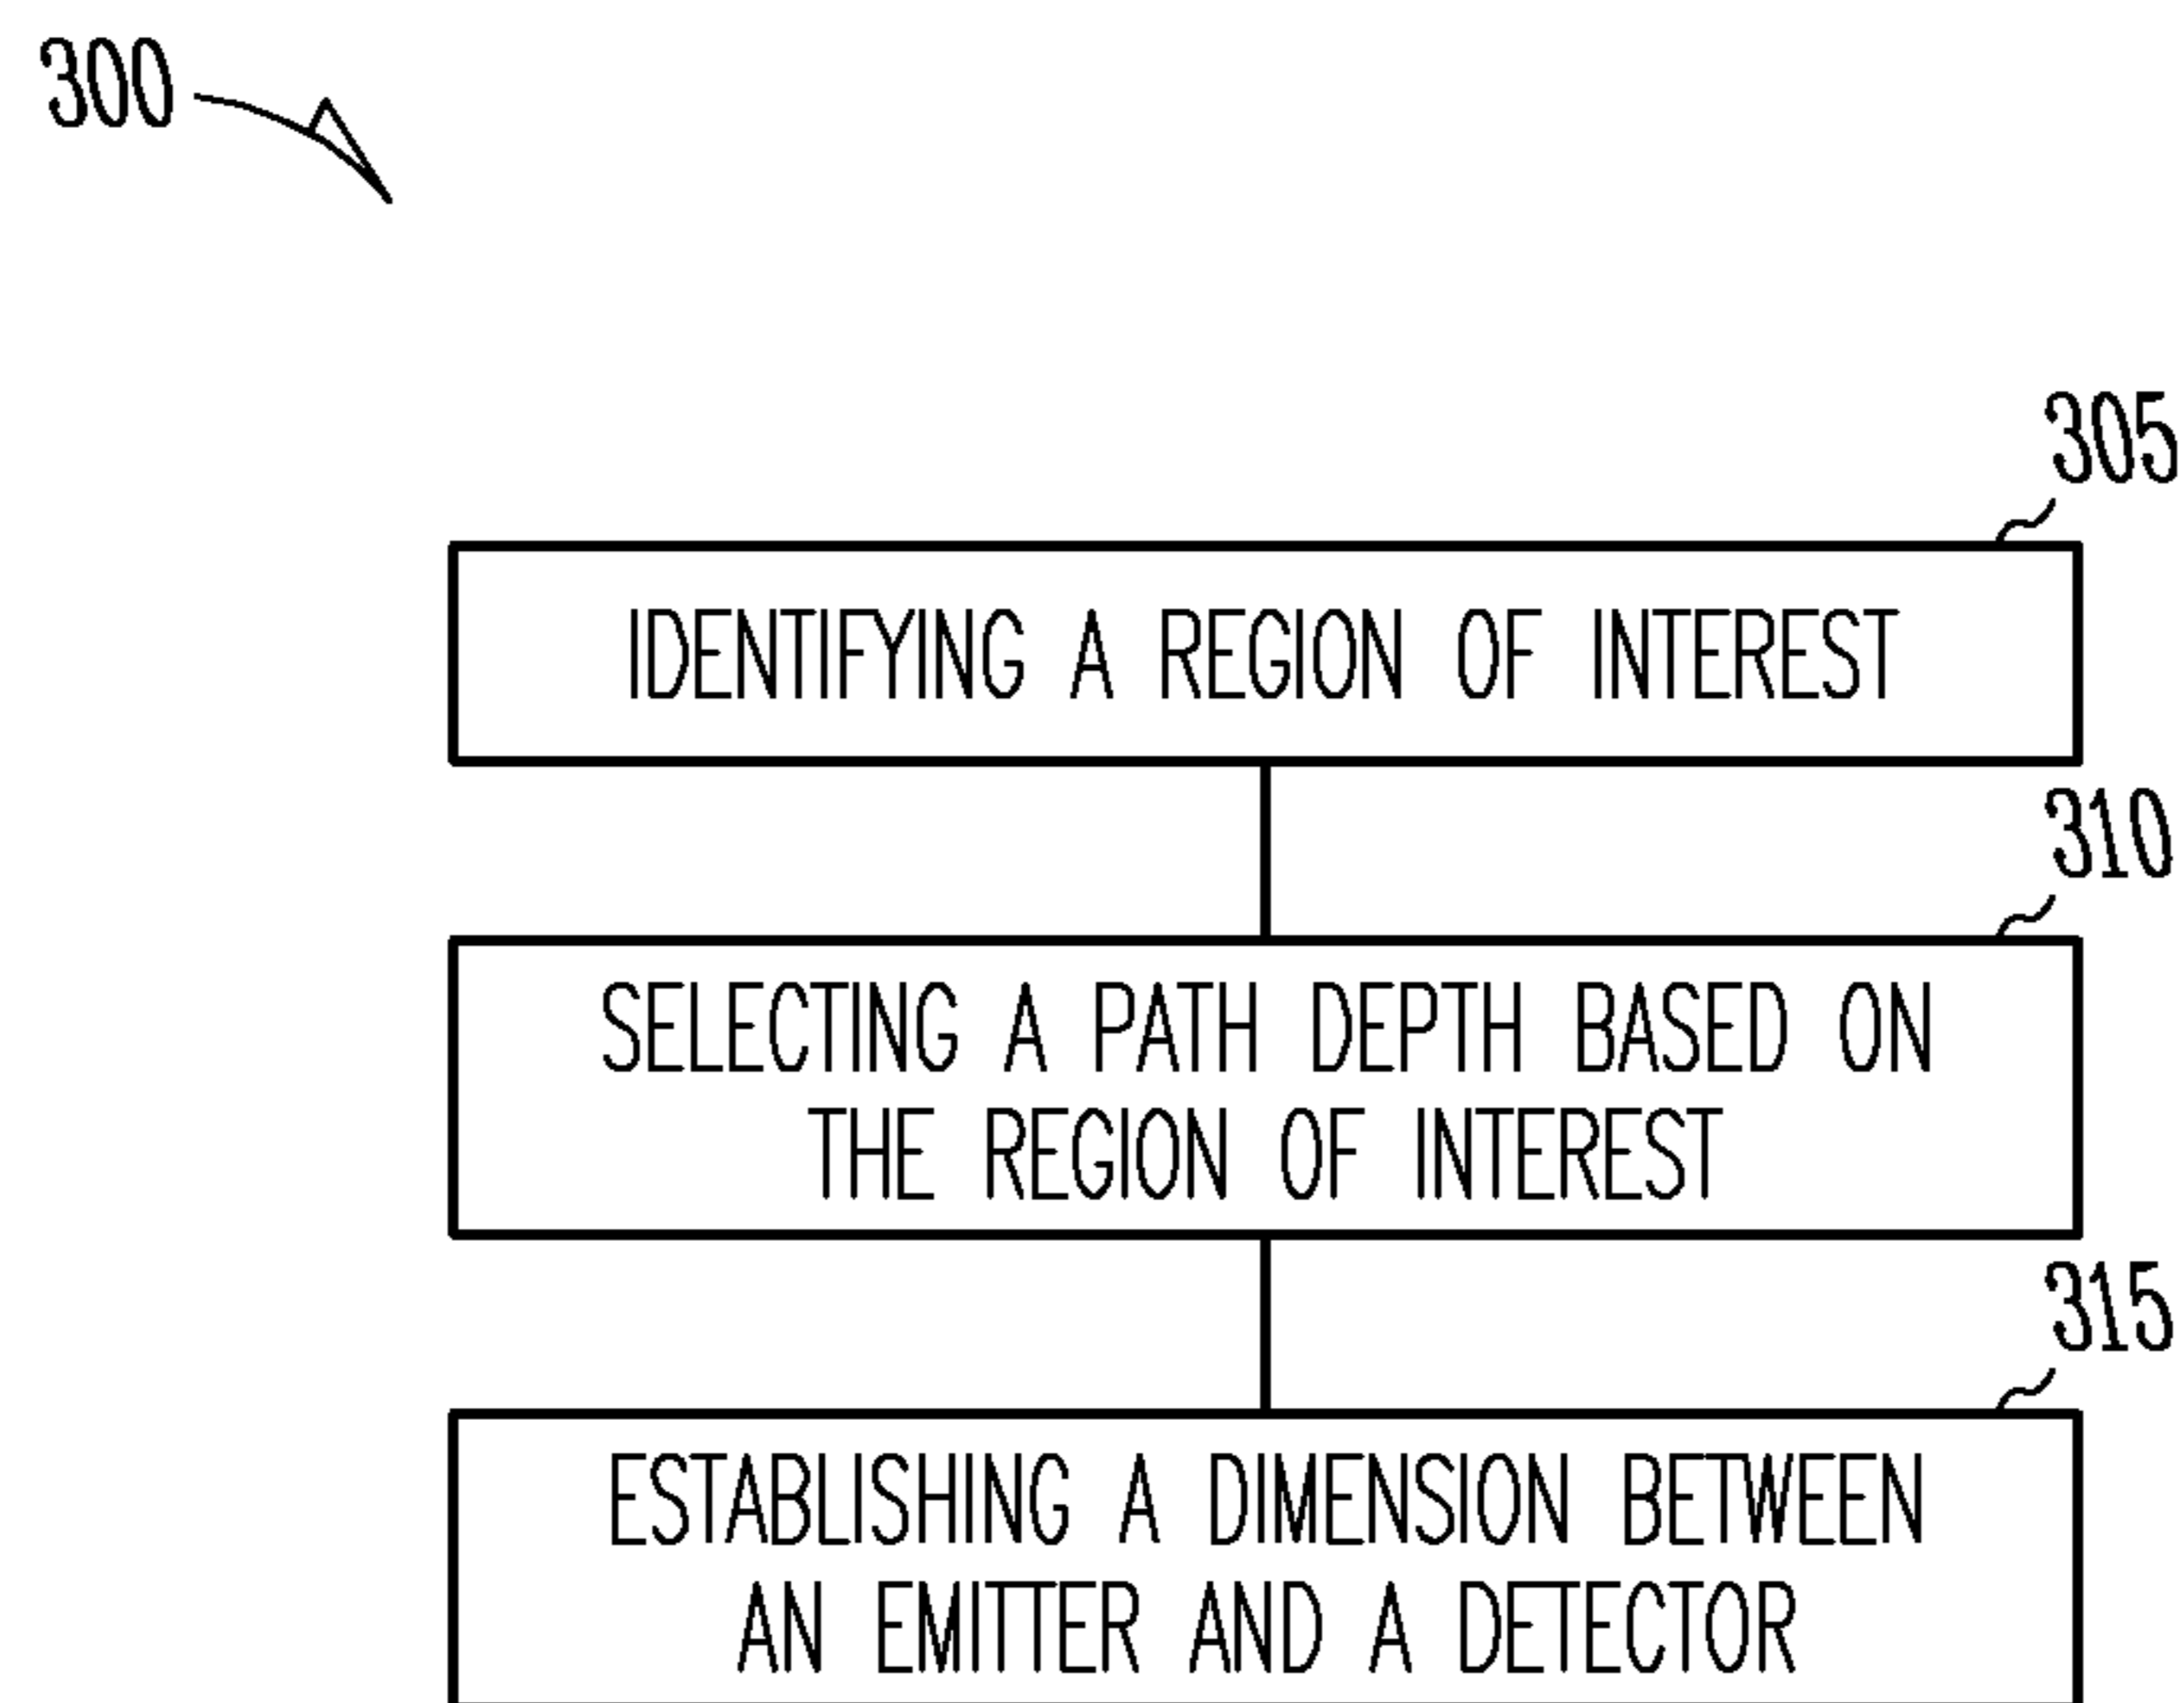 300
305
IDENTIFYING A REGION OF INTEREST
310
SELECTING A PATH DEPTH BASED ON
THE REGION OF INTEREST
315
ESTABLISHING A DIMENSION BETWEEN
AN EMITTER AND A DETECTOR